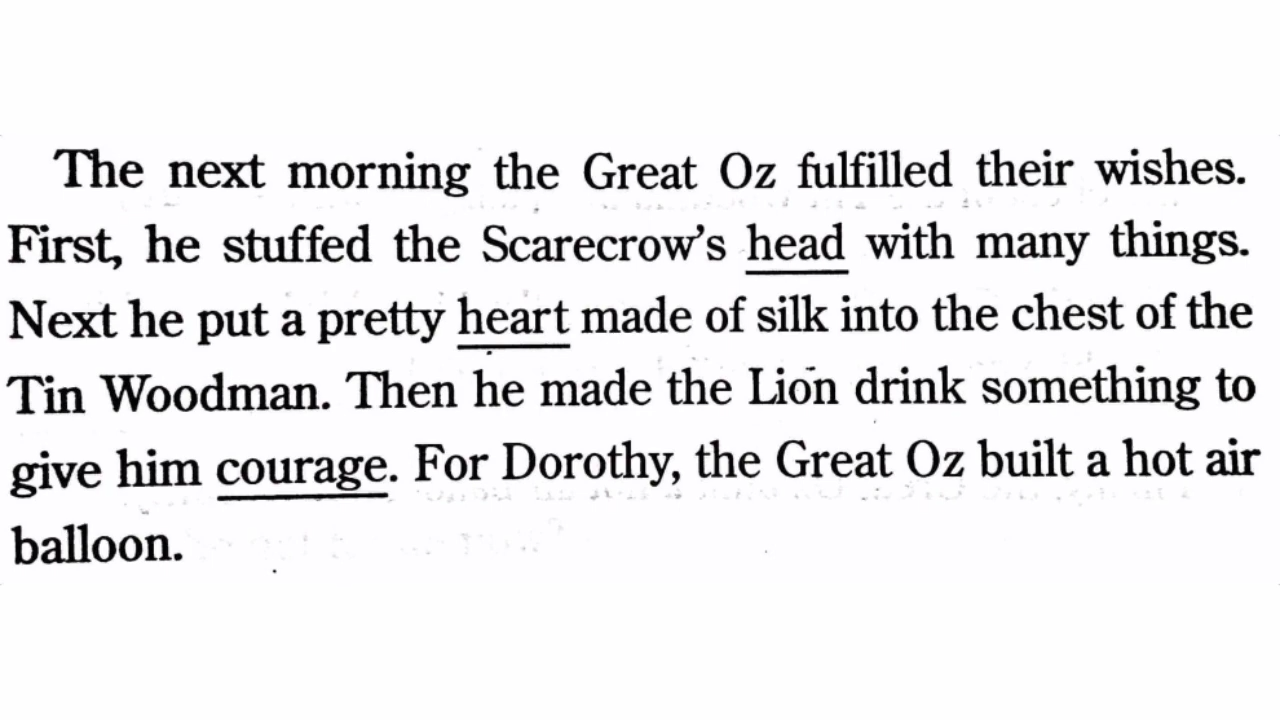 The next morning the Great Oz fulfilled their wishes.
First, he stuffed the Scarecrow's head with many things.
Next he put a pretty heart made of silk into the chest of the
Tin Woodman. Then he made the Lion drink something to
give him courage. For Dorothy, the Great Oz built a hot air
balloon.